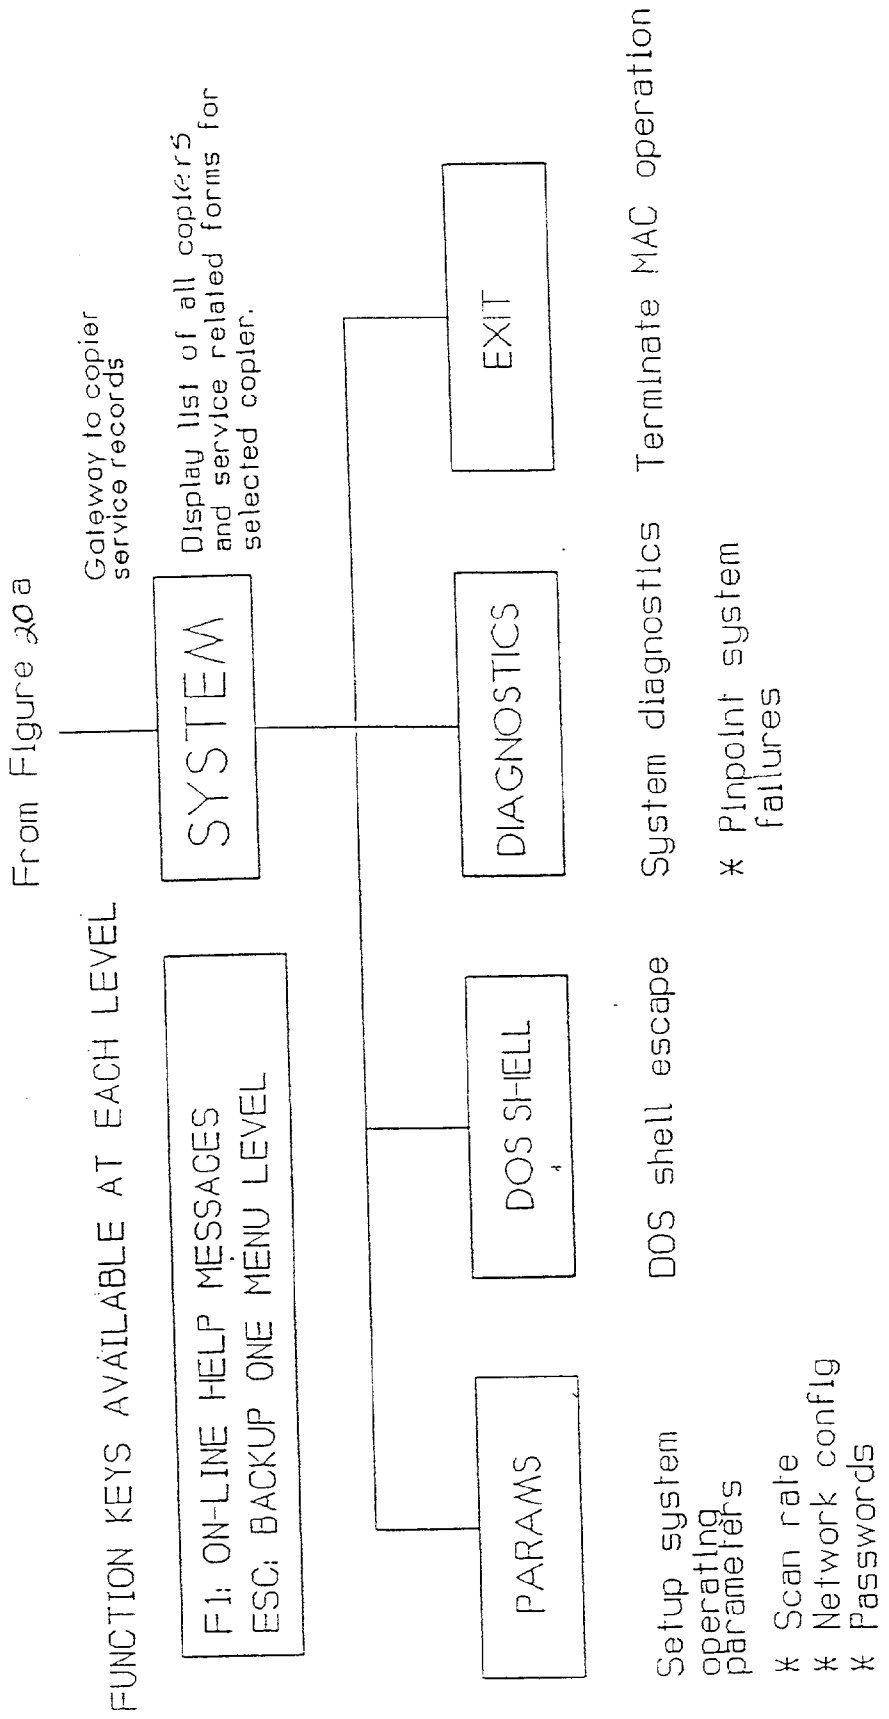 From Figure 20a
FUNCTION KEYS AVAILABLE AT EACH LEVEL
F1: ON-LINE HELP MESSAGES
ESC: BACKUP ONE MENU LEVEL
SYSTEM
Gateway to copier
service records
Display list of all copiers
and service related forms for
selected copier.
PARAMS
DOS SHELL
DIAGNOSTICS
EXIT
Setup system
operating
parameters
* Scan rate
* Network config
* Passwords
DOS shell escape
System diagnostics
* Pinpoint system
failures
Terminate MAC operation